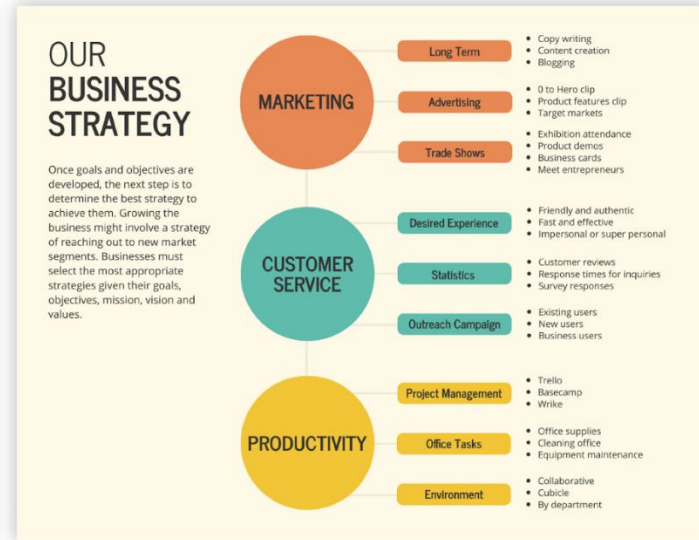 OUR
BUSINESS
STRATEGY
Once goals and objectives are
developed, the next step is to
determine the best strategy to
achieve them. Growing the
business might involve a strategy
of reaching out to new market
segments. Businesses must
select the most appropriate
strategies given their goals,
objectives, mission, vision and
values.
MARKETING
Long Term
• Copy writing
• Content creation
• Blogging
Advertising
• 0 to Hero clip
• Product features clip
• Target markets
Trade Shows
• Exhibition attendance
• Product demos
• Business cards
• Meet entrepreneurs
CUSTOMER
SERVICE
Desired Experience
• Friendly and authentic
• Fast and effective
• Impersonal or super personal
Statistics
• Customer reviews
• Response times for inquiries
• Survey responses
Outreach Campaign
• Existing users
• New users
• Business users
PRODUCTIVITY
Project Management
• Trello
• Basecamp
• Wrike
Office Tasks
• Office supplies
• Cleaning office
• Equipment maintenance
Environment
• Collaborative
• Cubicle
• By department